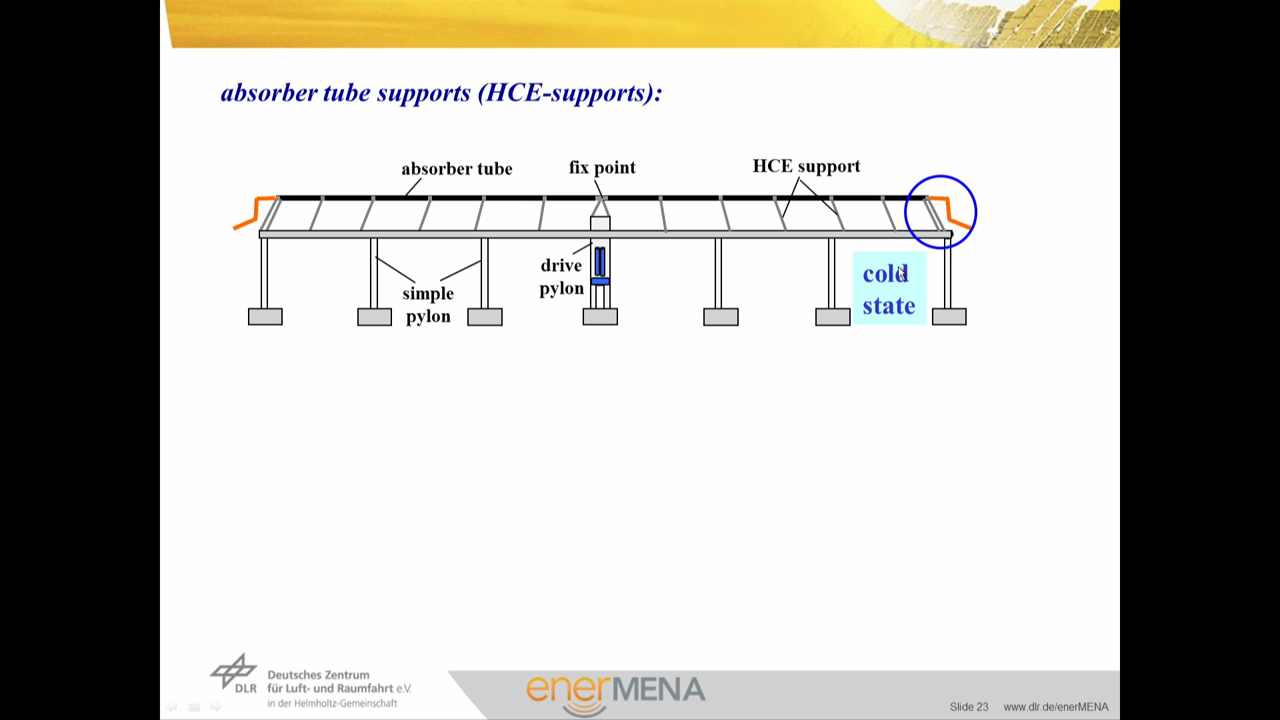 absorber tube supports (HCE-supports):
absorber tube
fix point
HCE support
drive
pylon
simple
pylon
cold
state
DLR
Deutsches Zentrum
für Luft- und Raumfahrt e.V.
in der Helmholtz-Gemeinschaft
enerMENA
Slide 23
www.dlr.de/enerMENA